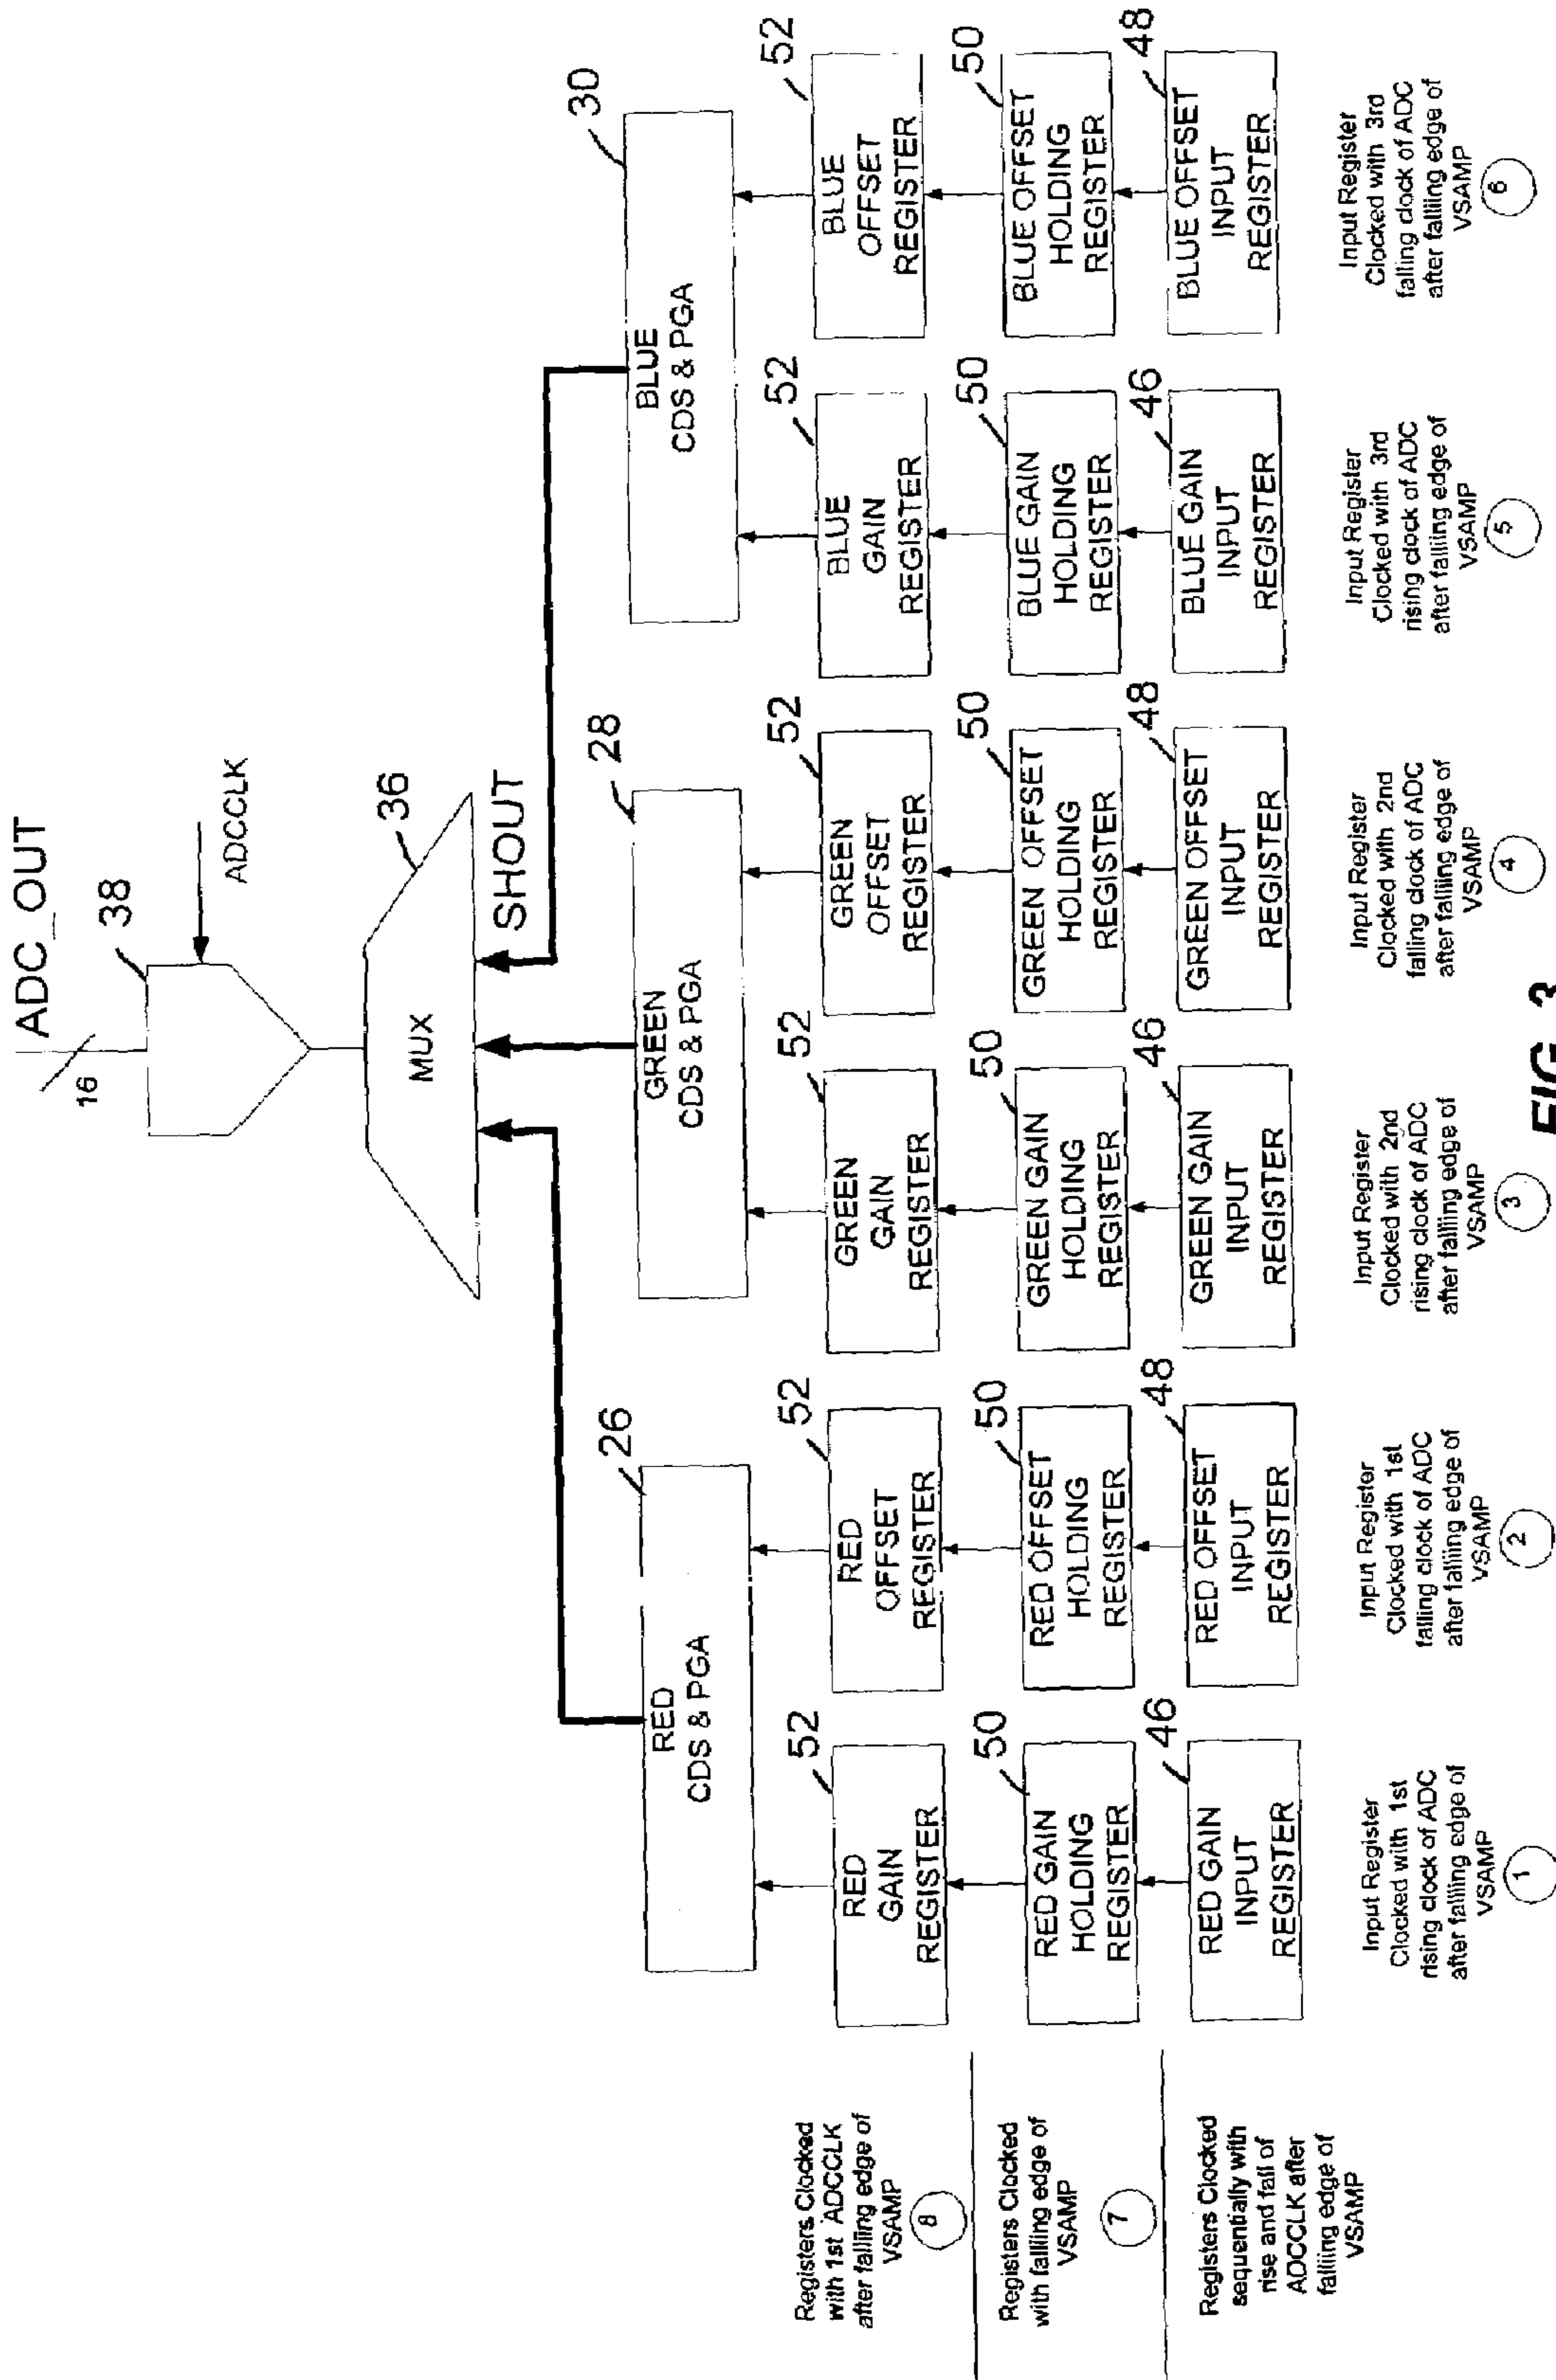 ADC_OUT
16
38
ADCCLK
36
MUX
SHOUT
26
RED
CDS & PGA
28
GREEN
CDS & PGA
30
BLUE
CDS & PGA
Registers Clocked
with 1st ADCCLK
after falliing edge of
VSAMP
8
52
RED
GAIN
REGISTER
52
RED
OFFSET
REGISTER
52
GREEN
GAIN
REGISTER
52
GREEN
OFFSET
REGISTER
52
BLUE
GAIN
REGISTER
52
BLUE
OFFSET
REGISTER
Registers Clocked
with falliing edge of
VSAMP
7
50
RED GAIN
HOLDING
REGISTER
50
RED OFFSET
HOLDING
REGISTER
50
GREEN GAIN
HOLDING
REGISTER
50
GREEN OFFSET
HOLDING
REGISTER
50
BLUE GAIN
HOLDING
REGISTER
50
BLUE OFFSET
HOLDING
REGISTER
Registers Clocked
sequentially with
rise and fall of
ADCCLK after
falliing edge of
VSAMP
46
RED GAIN
INPUT
REGISTER
48
RED OFFSET
INPUT
REGISTER
46
GREEN GAIN
INPUT
REGISTER
48
GREEN OFFSET
INPUT
REGISTER
46
BLUE GAIN
INPUT
REGISTER
48
BLUE OFFSET
INPUT
REGISTER
Input Register
Clocked with 1st
rising clock of ADC
after falliing edge of
VSAMP
1
Input Register
Clocked with 1st
falling clock of ADC
after falliing edge of
VSAMP
2
Input Register
Clocked with 2nd
rising clock of ADC
after falliing edge of
VSAMP
3
Input Register
Clocked with 2nd
falling clock of ADC
after falliing edge of
VSAMP
4
Input Register
Clocked with 3rd
rising clock of ADC
after falliing edge of
VSAMP
5
Input Register
Clocked with 3rd
falling clock of ADC
after falliing edge of
VSAMP
6
FIG. 3